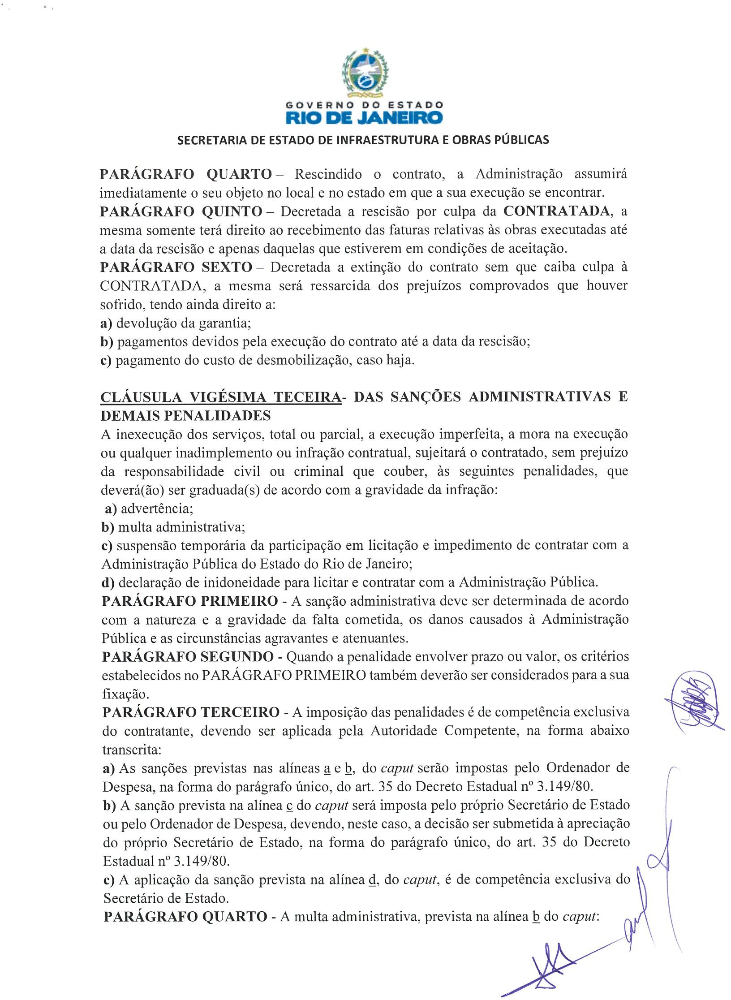 GOVERNO DO ESTADO
RIO DE JANEIRO
SECRETARIA DE ESTADO DE INFRAESTRUTURA E OBRAS PÚBLICAS
PARÁGRAFO QUARTO – Rescindido o contrato, a Administração assumirá
imediatamente o seu objeto no local e no estado em que a sua execução se encontrar.
PARÁGRAFO QUINTO – Decretada a rescisão por culpa da CONTRATADA, a
mesma somente terá direito ao recebimento das faturas relativas às obras executadas até
a data da rescisão e apenas daquelas que estiverem em condições de aceitação.
PARÁGRAFO SEXTO – Decretada a extinção do contrato sem que caiba culpa à
CONTRATADA, a mesma será ressarcida dos prejuízos comprovados que houver
sofrido, tendo ainda direito a:
a) devolução da garantia;
b) pagamentos devidos pela execução do contrato até a data da rescisão;
c) pagamento do custo de desmobilização, caso haja.
CLÁUSULA VIGÉSIMA TECEIRA- DAS SANÇÕES ADMINISTRATIVAS E
DEMAIS PENALIDADES
A inexecução dos serviços, total ou parcial, a execução imperfeita, a mora na execução
ou qualquer inadimplemento ou infração contratual, sujeitará o contratado, sem prejuízo
da responsabilidade civil ou criminal que couber, às seguintes penalidades, que
deverá(ão) ser graduada(s) de acordo com a gravidade da infração:
a) advertência;
b) multa administrativa;
c) suspensão temporária da participação em licitação e impedimento de contratar com a
Administração Pública do Estado do Rio de Janeiro;
d) declaração de inidoneidade para licitar e contratar com a Administração Pública.
PARÁGRAFO PRIMEIRO - A sanção administrativa deve ser determinada de acordo
com a natureza e a gravidade da falta cometida, os danos causados à Administração
Pública e as circunstâncias agravantes e atenuantes.
PARÁGRAFO SEGUNDO - Quando a penalidade envolver prazo ou valor, os critérios
estabelecidos no PARÁGRAFO PRIMEIRO também deverão ser considerados para a sua
fixação.
PARÁGRAFO TERCEIRO - A imposição das penalidades é de competência exclusiva
do contratante, devendo ser aplicada pela Autoridade Competente, na forma abaixo
transcrita:
a) As sanções previstas nas alíneas a e b, do caput serão impostas pelo Ordenador de
Despesa, na forma do parágrafo único, do art. 35 do Decreto Estadual nº 3.149/80.
b) A sanção prevista na alínea c do caput será imposta pelo próprio Secretário de Estado
ou pelo Ordenador de Despesa, devendo, neste caso, a decisão ser submetida à apreciação
do próprio Secretário de Estado, na forma do parágrafo único, do art. 35 do Decreto
Estadual nº 3.149/80.
c) A aplicação da sanção prevista na alínea d, do caput, é de competência exclusiva do
Secretário de Estado.
PARÁGRAFO QUARTO - A multa administrativa, prevista na alínea b do caput: